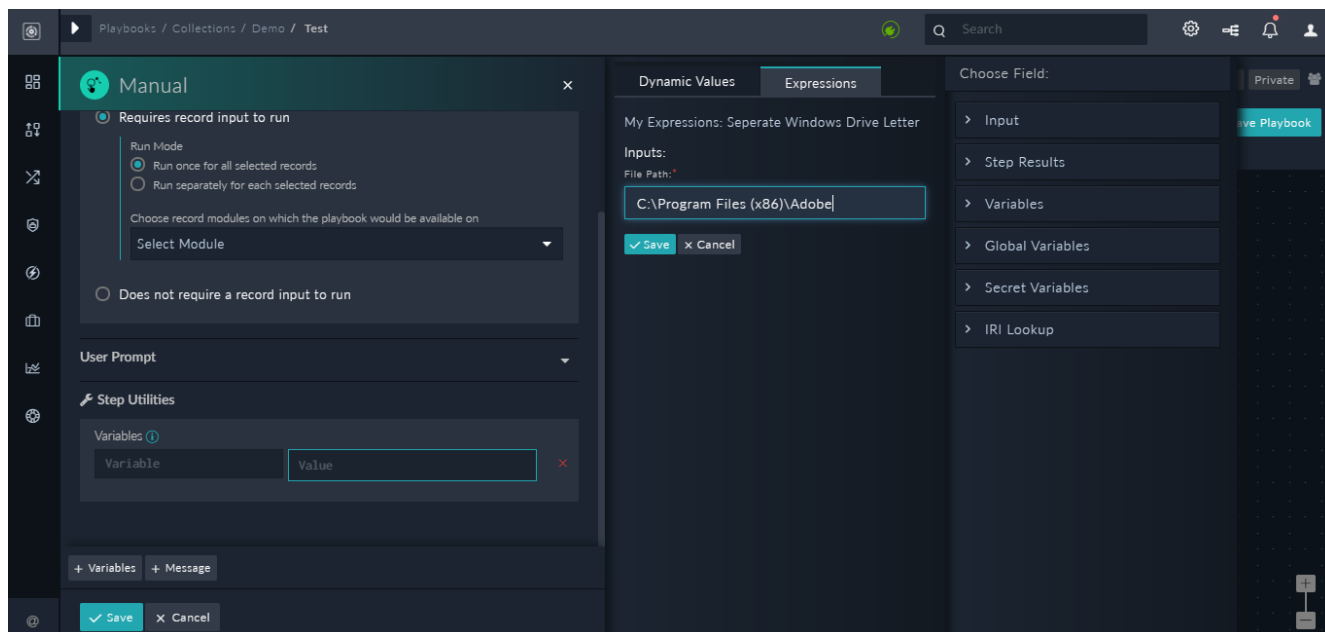 Playbooks / Collections / Demo / Test
Search
Manual
Requires record input to run
Run Mode
Run once for all selected records
Run separately for each selected records
Choose record modules on which the playbook would be available on
Select Module
Does not require a record input to run
User Prompt
Step Utilities
Variables
Variable
Value
+ Variables
+ Message
Save
Cancel
@
Dynamic Values
Expressions
My Expressions: Seperate Windows Drive Letter
Inputs:
File Path:*
C:\Program Files (x86)\Adobe
Save
Cancel
Choose Field:
Input
Step Results
Variables
Global Variables
Secret Variables
IRI Lookup
Private
Playbook